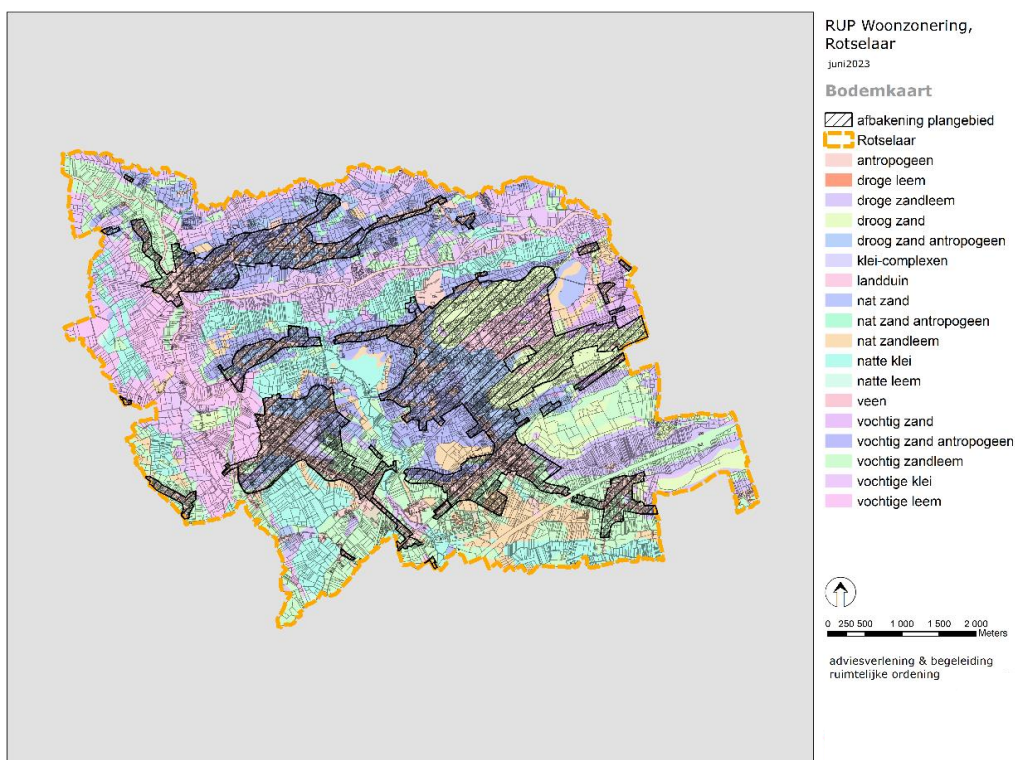 RUP Woonzonering,
Rotselaar
juni2023
Bodemkaart
afbakening plangebied
Rotselaar
antropogeen
droge leem
droge zandleem
droog zand
droog zand antropogeen
klei-complexen
landduin
nat zand
nat zand antropogeen
nat zandleem
natte klei
natte leem
veen
vochtig zand
vochtig zand antropogeen
vochtig zandleem
vochtige klei
vochtige leem
0 250 500 1 000 1 500 2 000
Meters
adviesverlening & begeleiding
ruimtelijke ordening